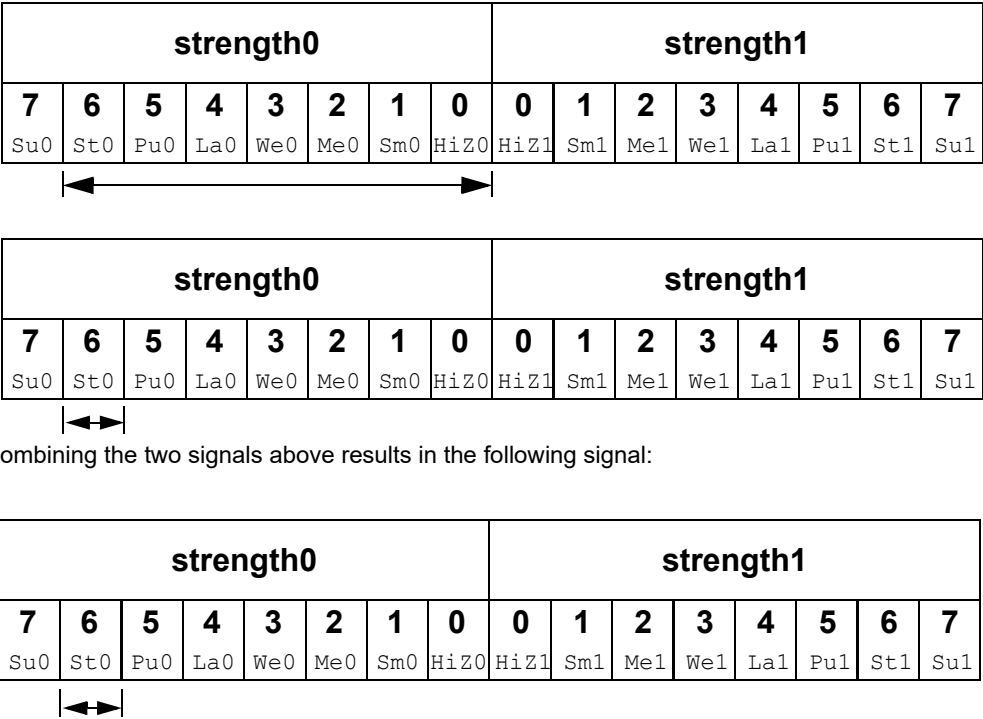 strength0 strength1
7 6 5 4 3 2 1 0 0 1 2 3 4 5 6 7
Su0 St0 Pu0 La0 We0 Me0 Sm0 HiZ0 HiZ1 Sm1 Me1 We1 La1 Pu1 St1 Su1
strength0 strength1
7 6 5 4 3 2 1 0 0 1 2 3 4 5 6 7
Su0 St0 Pu0 La0 We0 Me0 Sm0 HiZ0 HiZ1 Sm1 Me1 We1 La1 Pu1 St1 Su1
ombining the two signals above results in the following signal:
strength0 strength1
7 6 5 4 3 2 1 0 0 1 2 3 4 5 6 7
Su0 St0 Pu0 La0 We0 Me0 Sm0 HiZ0 HiZ1 Sm1 Me1 We1 La1 Pu1 St1 Su1